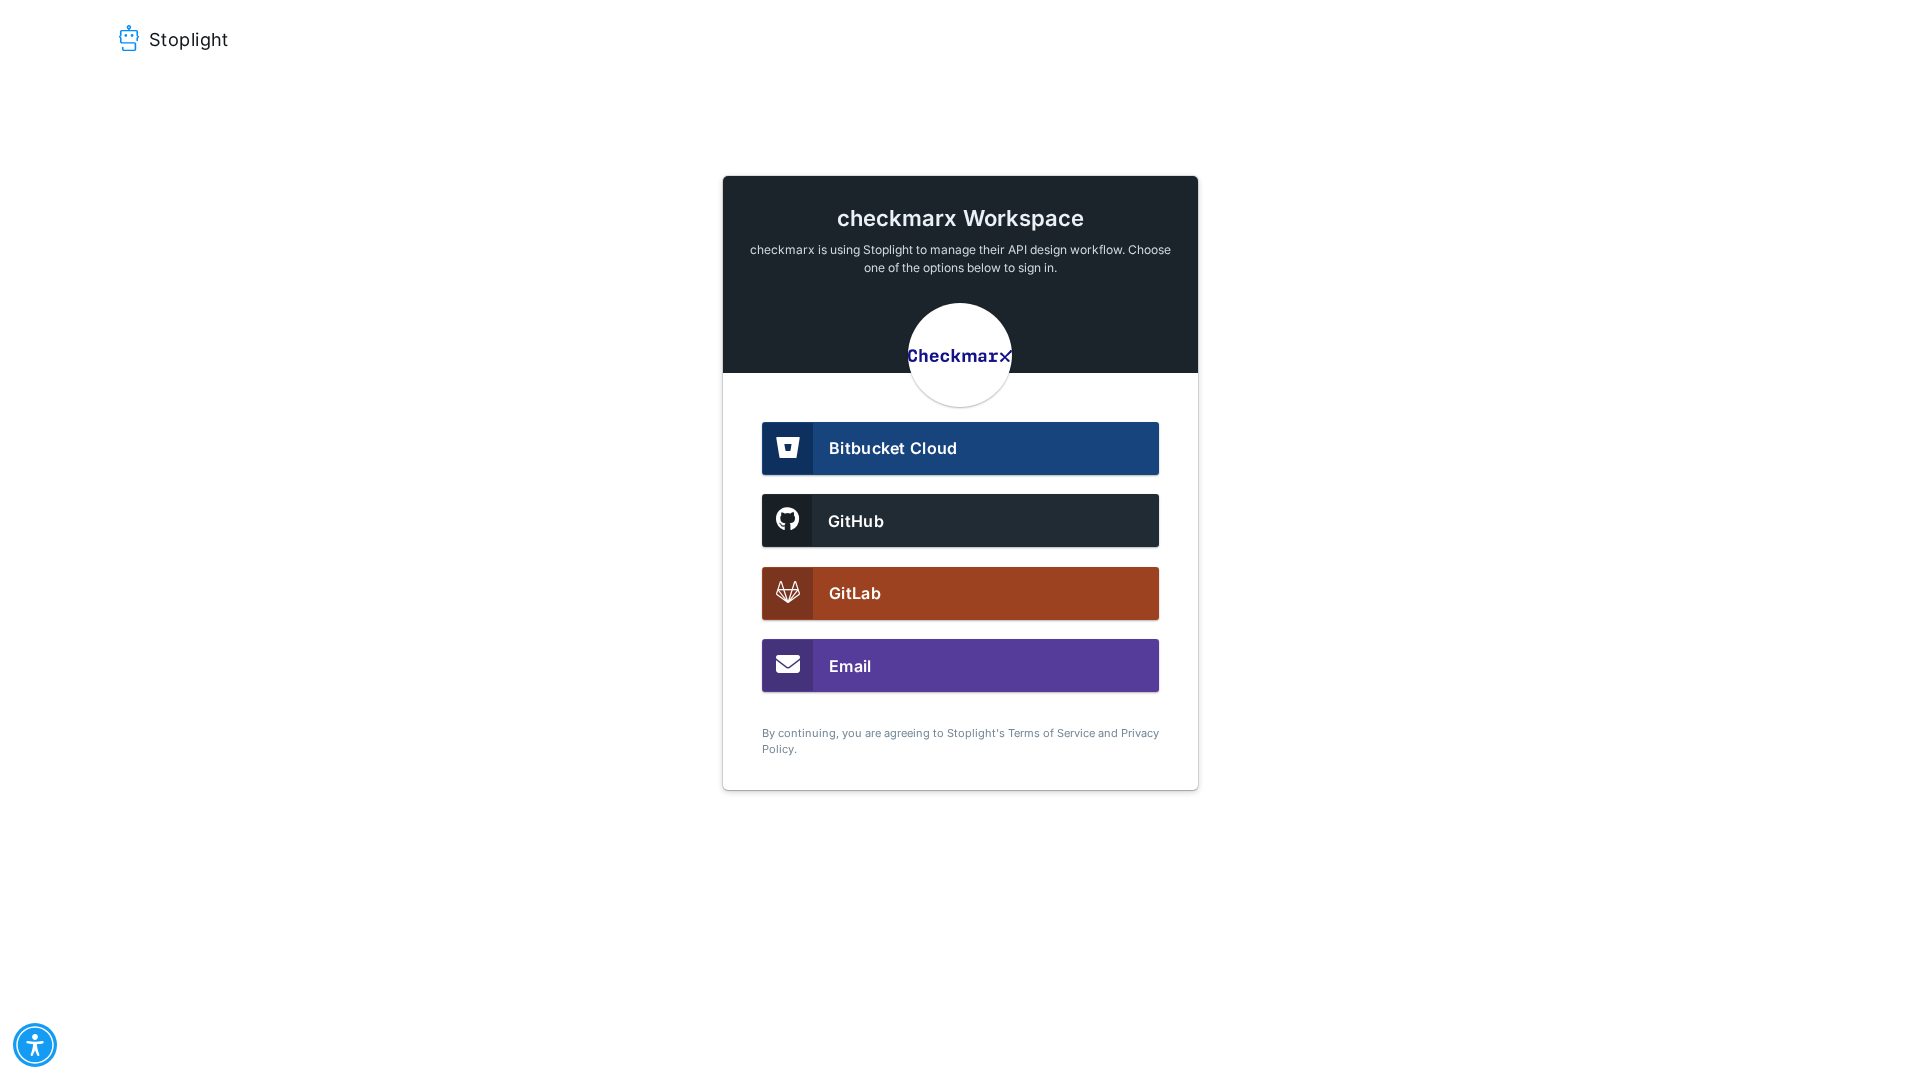 Stoplight
checkmarx Workspace
checkmarx is using Stoplight to manage their API design workflow. Choose
one of the options below to sign in.
Checkmarx
Bitbucket Cloud
GitHub
GitLab
Email
By continuing, you are agreeing to Stoplight's Terms of Service and Privacy
Policy.